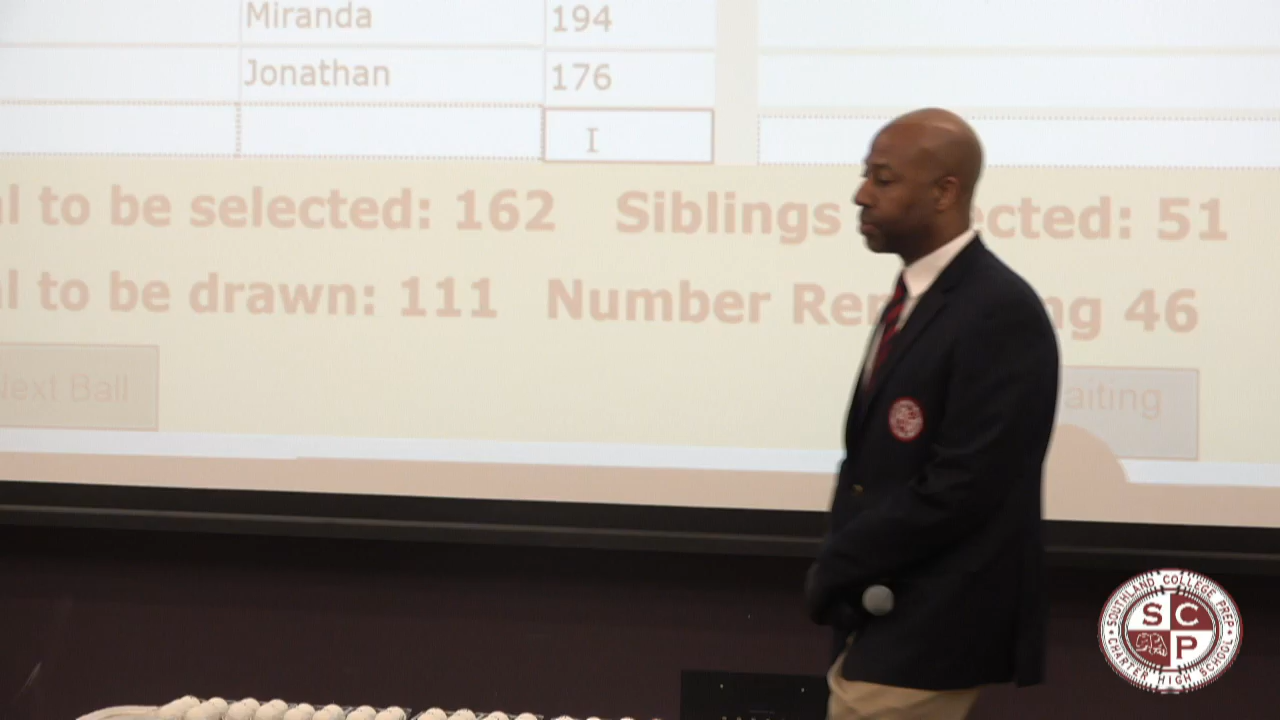 Miranda 194
Jonathan 176
l to be selected: 162 Siblings ected: 51
l to be drawn: 111 Number Re ng 46
Next Ball
aiting
SOUTHLAND COLLEGE PREP
CHARTER HIGH SCHOOL
S C
P